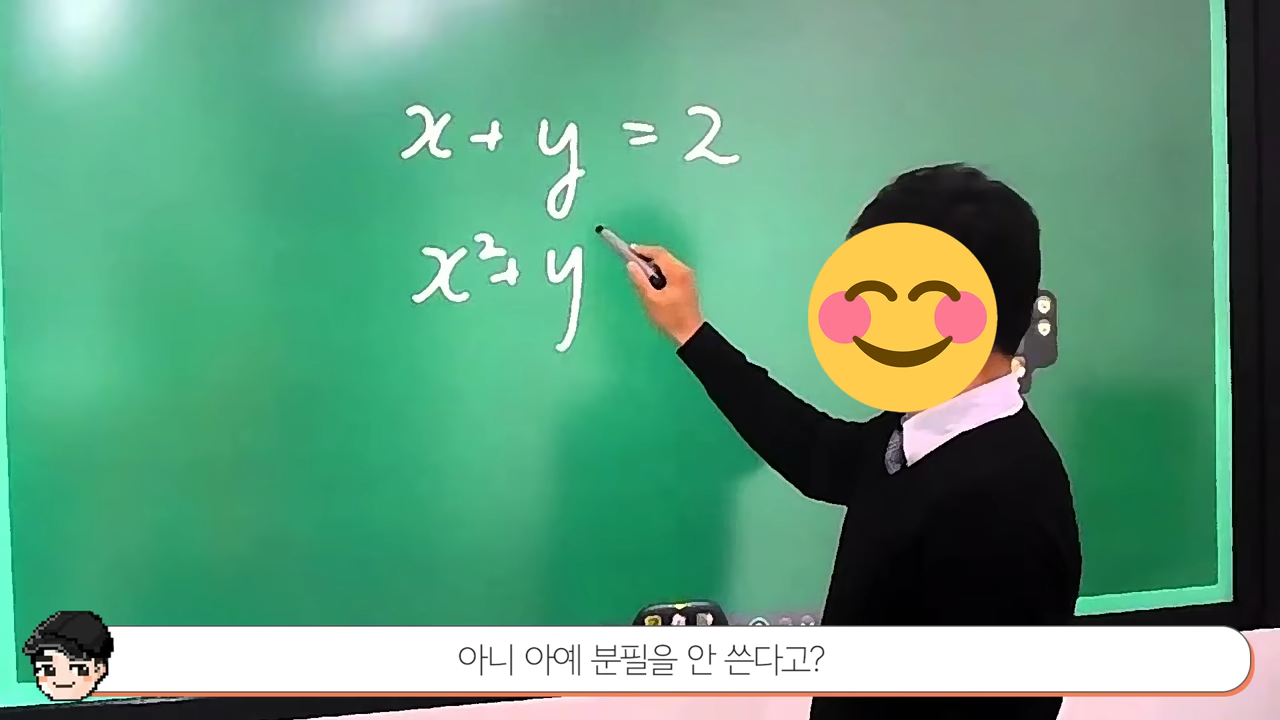 x + y = 2
x² + y
아니 아예 분필을 안 쓴다고?